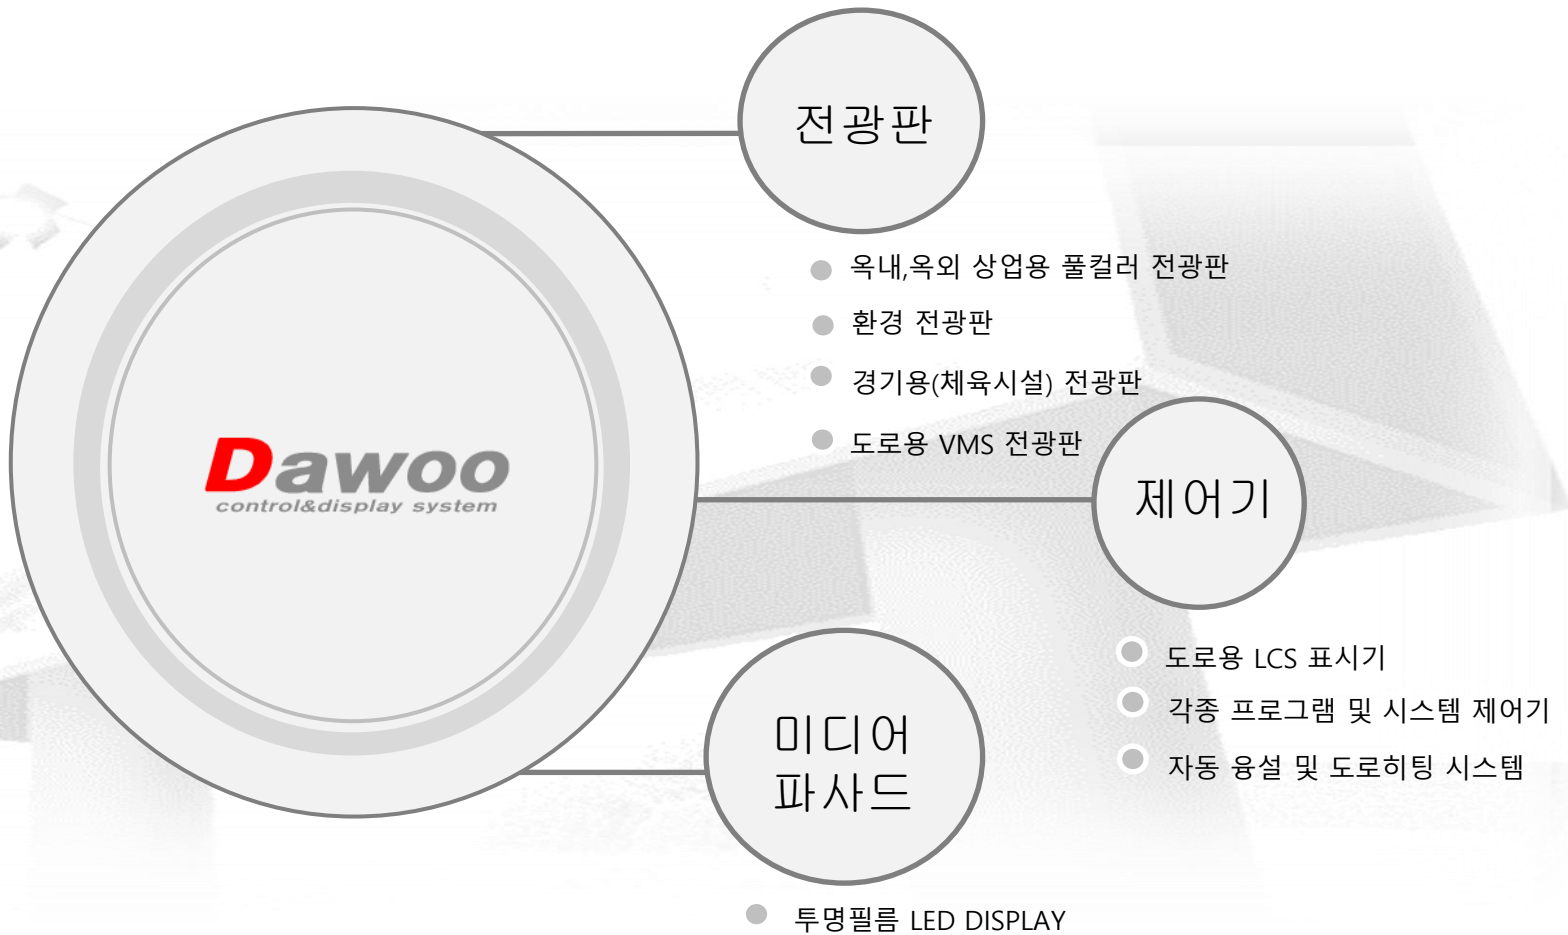 전광판
옥내,옥외 상업용 풀컬러 전광판
환경 전광판
경기용(체육시설) 전광판
도로용 VMS 전광판
Dawoo
control&display system
제어기
도로용 LCS 표시기
각종 프로그램 및 시스템 제어기
자동 융설 및 도로히팅 시스템
미디어
파사드
투명필름 LED DISPLAY